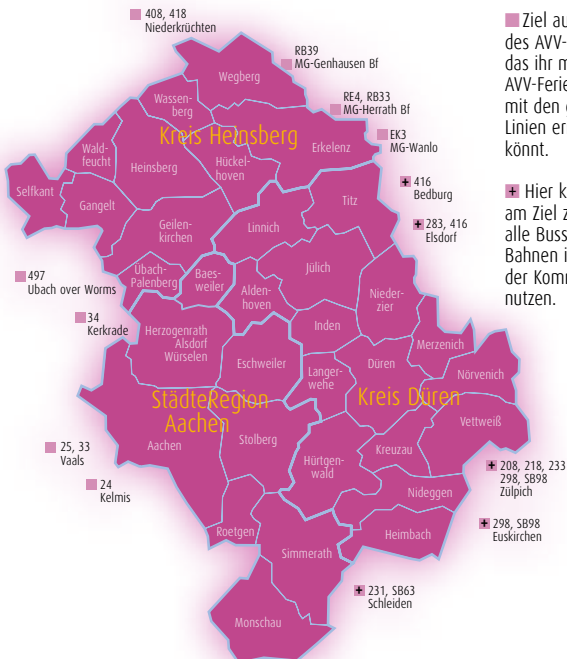 408, 418
Niederkrüchten
RB39
MG-Genhausen Bf
RE4, RB33
MG-Herrath Bf
EK3
MG-Wanlo
+ 416
Bedburg
+ 283, 416
Elsdorf
497
Ubach over Worms
34
Kerkrade
25, 33
Vaals
24
Kelmis
+ 208, 218, 233
298, SB98
Zülpich
+ 298, SB98
Euskirchen
+ 231, SB63
Schleiden
Kreis Heinsberg
Wegberg
Wassen-
berg
Wald-
feucht
Heinsberg
Hückel-
hoven
Erkelenz
Selfkant
Gangelt
Geilen-
kirchen
Übach-
Palenberg
StädteRegion
Aachen
Baes-
weiler
Herzogenrath
Alsdorf
Würselen
Eschweiler
Aachen
Stolberg
Roetgen
Simmerath
Monschau
Kreis Düren
Linnich
Titz
Jülich
Alden-
hoven
Nieder-
zier
Inden
Merzenich
Langer-
wehe
Düren
Nörvenich
Vettweiß
Kreuzau
Hürtgen-
wald
Nideggen
Heimbach
Ziel au
des AVV-
das ihr m
AVV-Ferie
mit den
Linien er
könnt.
+ Hier k
am Ziel z
alle Buss
Bahnen i
der Komm
nutzen.